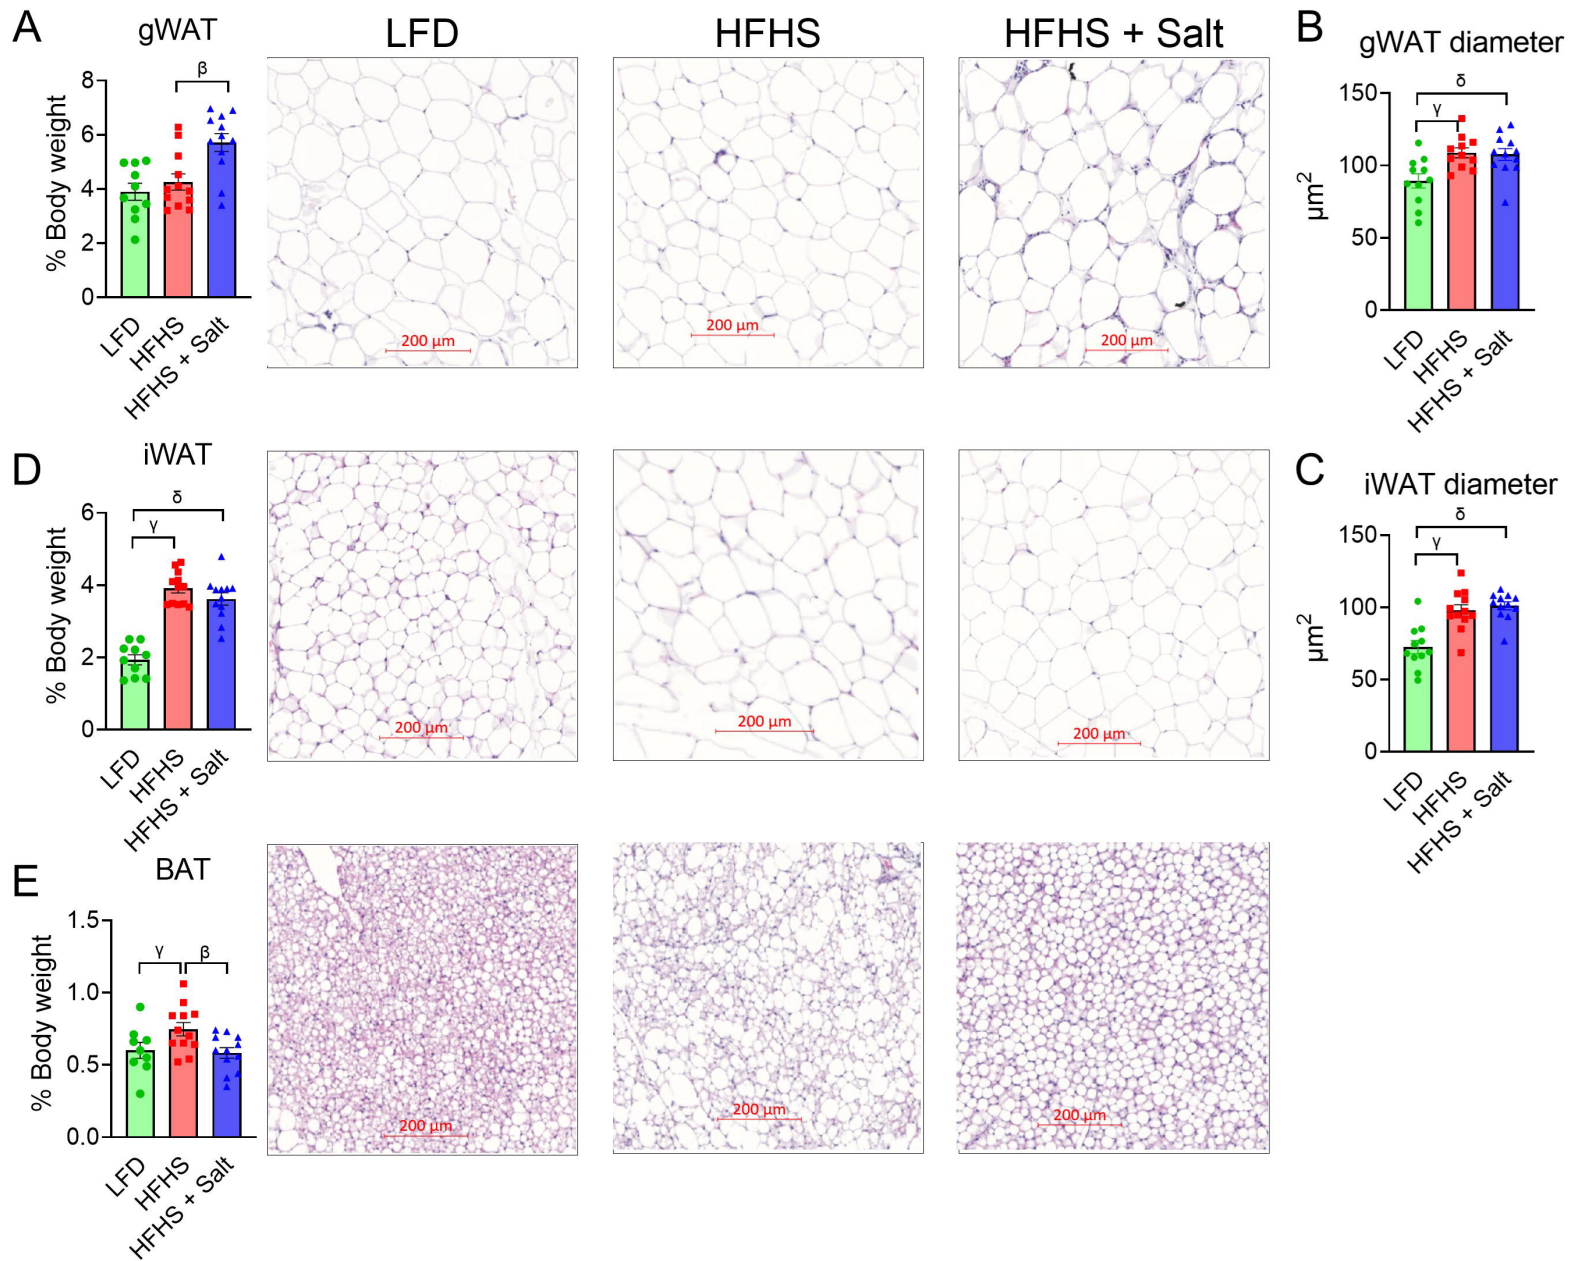 A
gWAT
LFD
HFHS
HFHS + Salt
B
gWAT diameter
% Body weight
8
6
4
2
0
β
LFD
HFHS
HFHS + Salt
200 µm
200 µm
200 µm
µm2
150
100
50
0
δ
γ
LFD
HFHS
HFHS + Salt
D
iWAT
% Body weight
6
4
2
0
δ
γ
LFD
HFHS
HFHS + Salt
200 µm
200 µm
200 µm
C
iWAT diameter
µm2
150
100
50
0
δ
γ
LFD
HFHS
HFHS + Salt
E
BAT
% Body weight
1.5
1.0
0.5
0.0
γ
β
LFD
HFHS
HFHS + Salt
200 µm
200 µm
200 µm